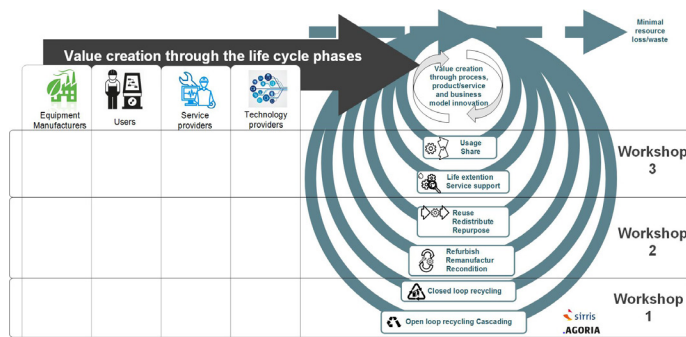 Minimal
resource
loss/waste
Value creation through the life cycle phases
Value creation
through process,
product/service
and business
model innovation
Equipment
Manufacturers
Users
Service
providers
Technology
providers
Usage
Share
Workshop
3
Life extention
Service support
Reuse
Redistribute
Repurpose
Workshop
2
Refurbish
Remanufactur
Recondition
Closed loop recycling
Workshop
1
Open loop recycling Cascading
sirris
.AGORIA